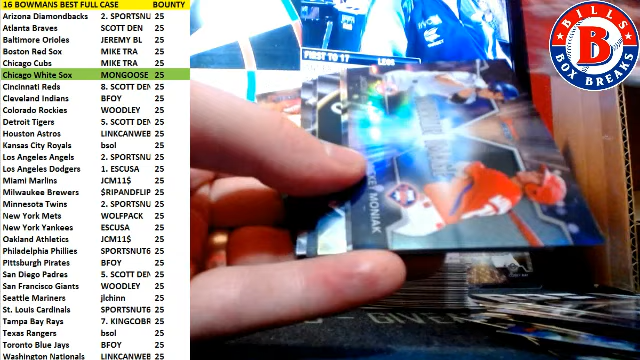 16 BOWMANS BEST FULL CASE BOUNTY
Arizona Diamondbacks 2. SPORTSNU 25
Atlanta Braves SCOTT DEN 25
Baltimore Orioles JEREMY BL 25
Boston Red Sox MIKE TRA 25
Chicago Cubs MIKE TRA 25
Chicago White Sox MONGOOSE 25
Cincinnati Reds 8. SCOTT DEN 25
Cleveland Indians BFOY 25
Colorado Rockies WOODLEY 25
Detroit Tigers 5. SCOTT DEN 25
Houston Astros LINKCANWEB 25
Kansas City Royals bsol 25
Los Angeles Angels 2. SPORTSNU 25
Los Angeles Dodgers 1. ESCUSA 25
Miami Marlins JCM11$ 25
Milwaukee Brewers $RIPANDFLIP 25
Minnesota Twins 2. SPORTSNU 25
New York Mets WOLFPACK 25
New York Yankees ESCUSA 25
Oakland Athletics JCM11$ 25
Philadelphia Phillies SPORTSNUT6 25
Pittsburgh Pirates BFOY 25
San Diego Padres 5. SCOTT DEN 25
San Francisco Giants WOODLEY 25
Seattle Mariners jlchinn 25
St. Louis Cardinals SPORTSNUT6 25
Tampa Bay Rays 7. KINGCOBR 25
Texas Rangers bsol 25
Toronto Blue Jays BFOY 25
Washington Nationals LINKCANWEB 25
FIRST TO 17
MONIAK
BILLS
B
BOX BREAKS